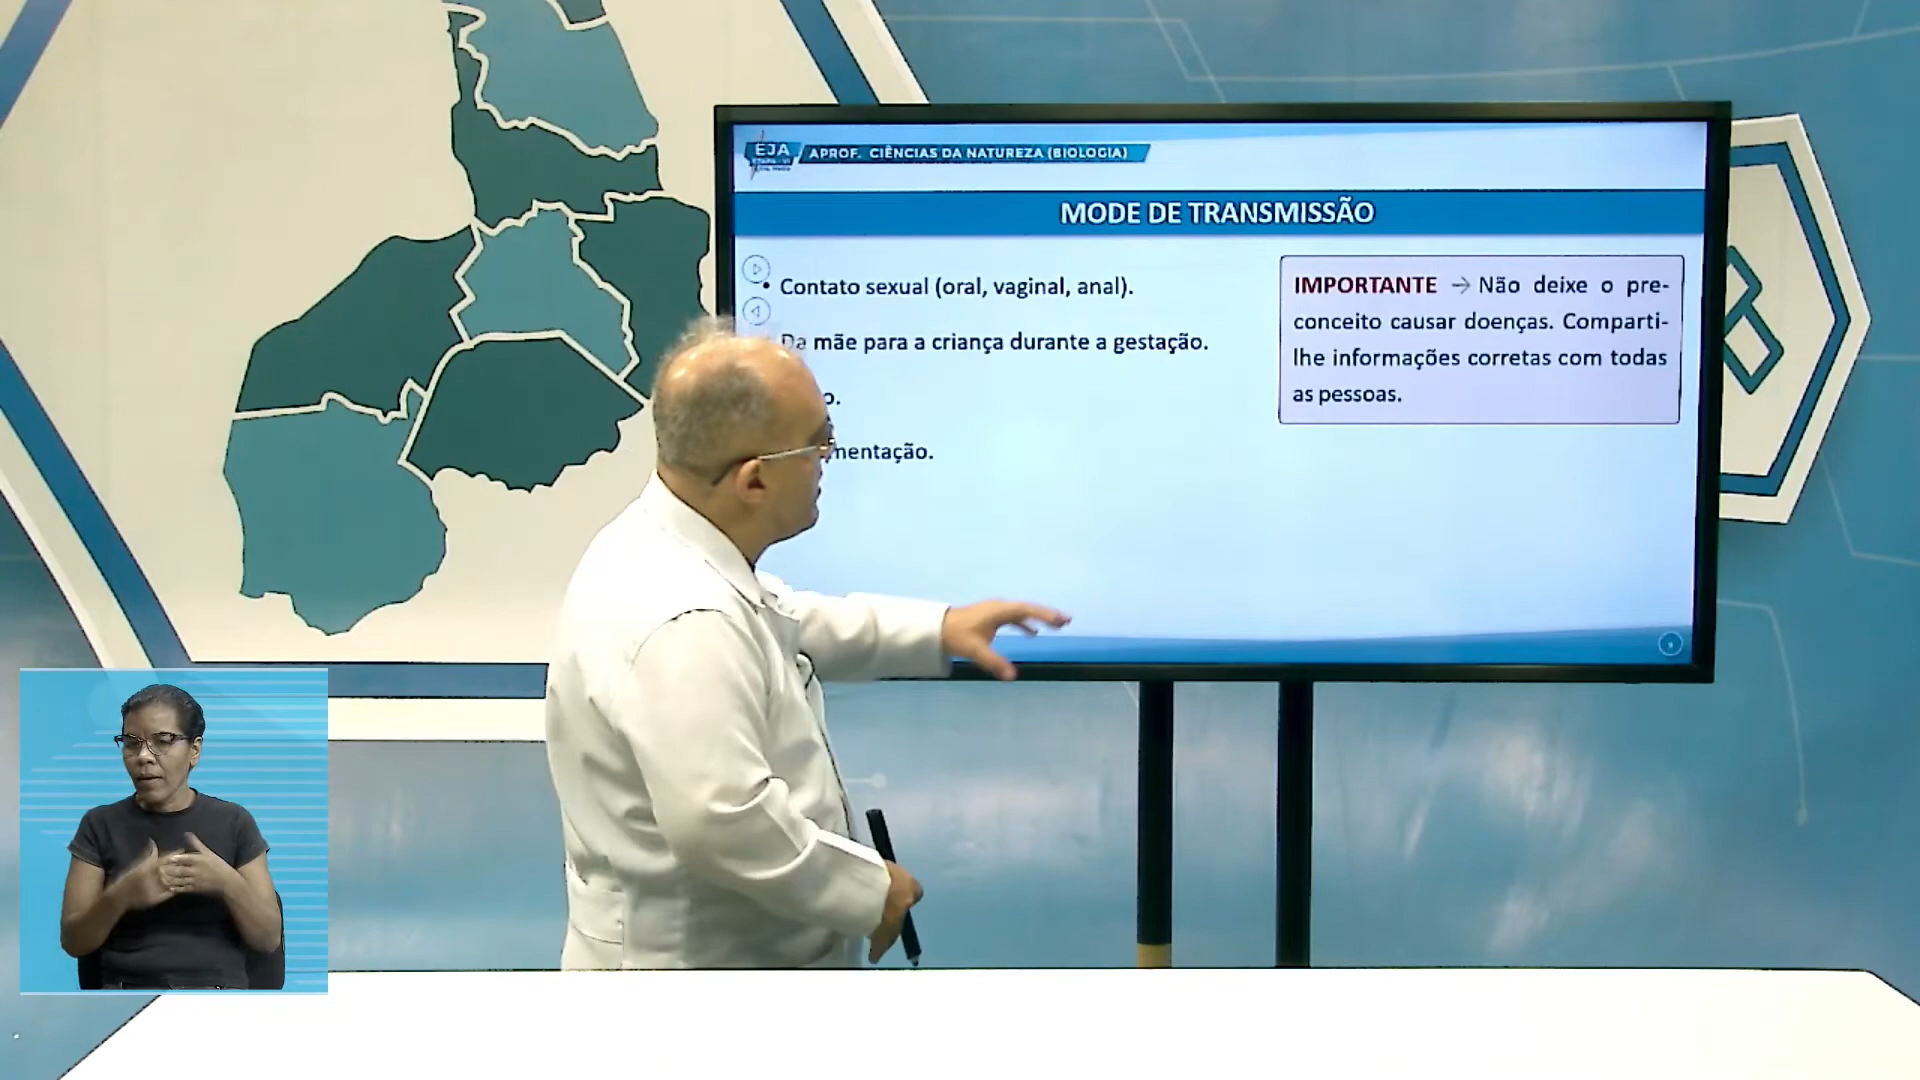 EJA
APROF. CIÊNCIAS DA NATUREZA (BIOLOGIA)
MODE DE TRANSMISSÃO
• Contato sexual (oral, vaginal, anal).
Da mãe para a criança durante a gestação.
IMPORTANTE → Não deixe o pre-
conceito causar doenças. Comparti-
lhe informações corretas com todas
as pessoas.